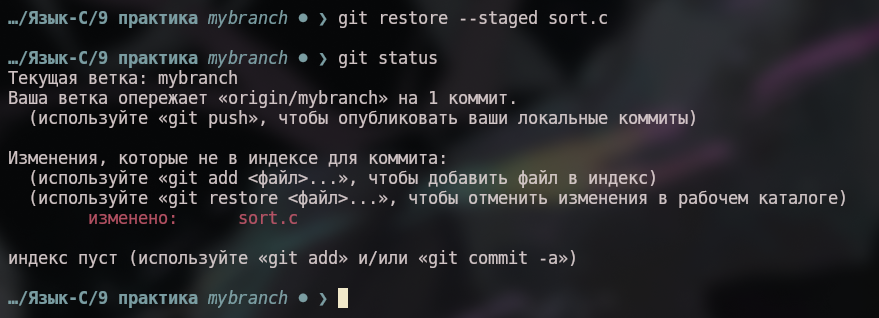 …/Язык-С/9 практика mybranch ● ❯ git restore --staged sort.c
…/Язык-С/9 практика mybranch ● ❯ git status
Текущая ветка: mybranch
Ваша ветка опережает «origin/mybranch» на 1 коммит.
(используйте «git push», чтобы опубликовать ваши локальные коммиты)
Изменения, которые не в индексе для коммита:
(используйте «git add <файл>...», чтобы добавить файл в индекс)
(используйте «git restore <файл>...», чтобы отменить изменения в рабочем каталоге)
изменено: sort.c
индекс пуст (используйте «git add» и/или «git commit -a»)
…/Язык-С/9 практика mybranch ● ❯